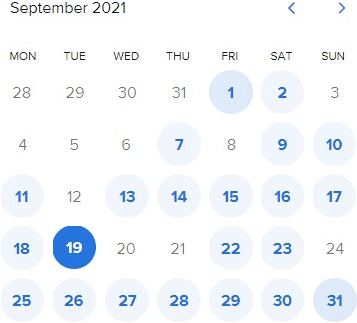 September 2021
MON TUE WED THU FRI SAT SUN
28 29 30 31 1 2 3
4 5 6 7 8 9 10
11 12 13 14 15 16 17
18 19 20 21 22 23 24
25 26 27 28 29 30 31